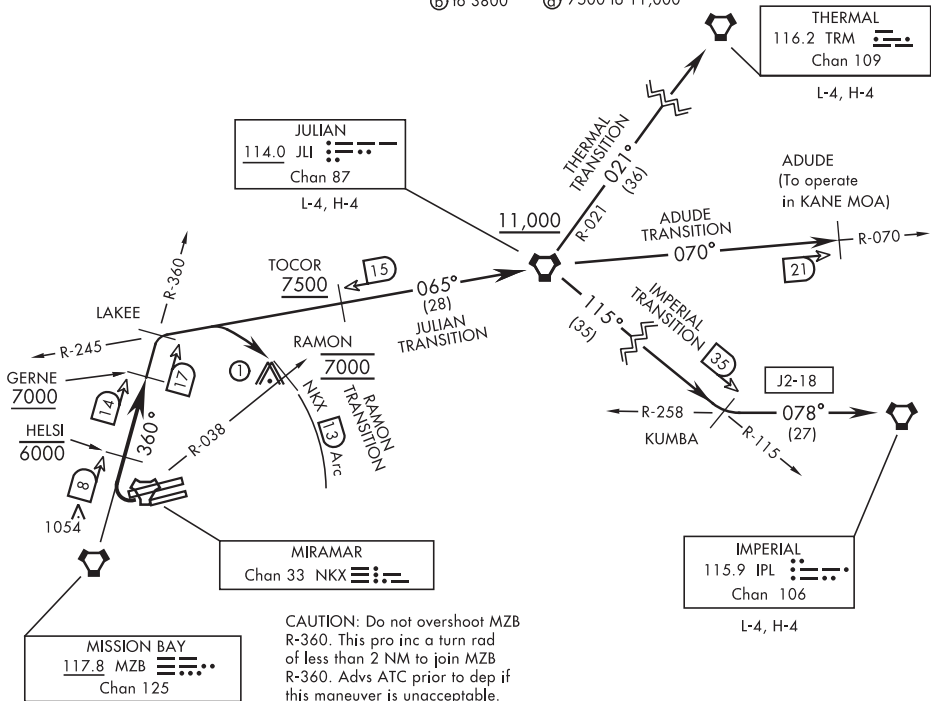 ⓑ to 3800 ⓓ 7500 to 11,000
THERMAL
116.2 TRM
Chan 109
L-4, H-4
JULIAN
114.0 JLI
Chan 87
L-4, H-4
THERMAL
TRANSITION
021°
(36)
R-021
ADUDE
(To operate
in KANE MOA)
11,000
ADUDE
TRANSITION
070°
R-070
21
R-360
TOCOR
7500
15
065°
(28)
JULIAN
TRANSITION
LAKEE
R-245
GERNE
7000
14
17
HELSI
6000
360°
8
1054
1
RAMON
7000
RAMON
TRANSITION
R-038
NKX 13 Arc
115°
(35)
IMPERIAL
TRANSITION
35
J2-18
R-258
078°
(27)
KUMBA
R-115
MIRAMAR
Chan 33 NKX
IMPERIAL
115.9 IPL
Chan 106
L-4, H-4
MISSION BAY
117.8 MZB
Chan 125
CAUTION: Do not overshoot MZB
R-360. This pro inc a turn rad
of less than 2 NM to join MZB
R-360. Advs ATC prior to dep if
this maneuver is unacceptable.